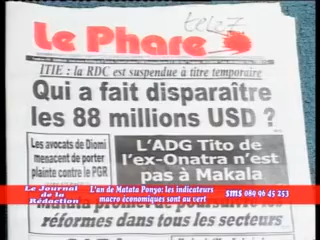 tele 7
Le Phare
ITIE : la RDC est suspendue à titre temporaire
Qui a fait disparaître
les 88 millions USD ?
Les avocats de Diomi
menacent de porter
plainte contre le PGR
L'ADG Tito de
l'ex-Onatra n'est
pas à Makala
Le Journal
de la
Rédaction
L'an de Matata Ponyo: les indicateurs
macro économiques sont au vert
sms 089 96 45 253
réformes dans tous les secteurs